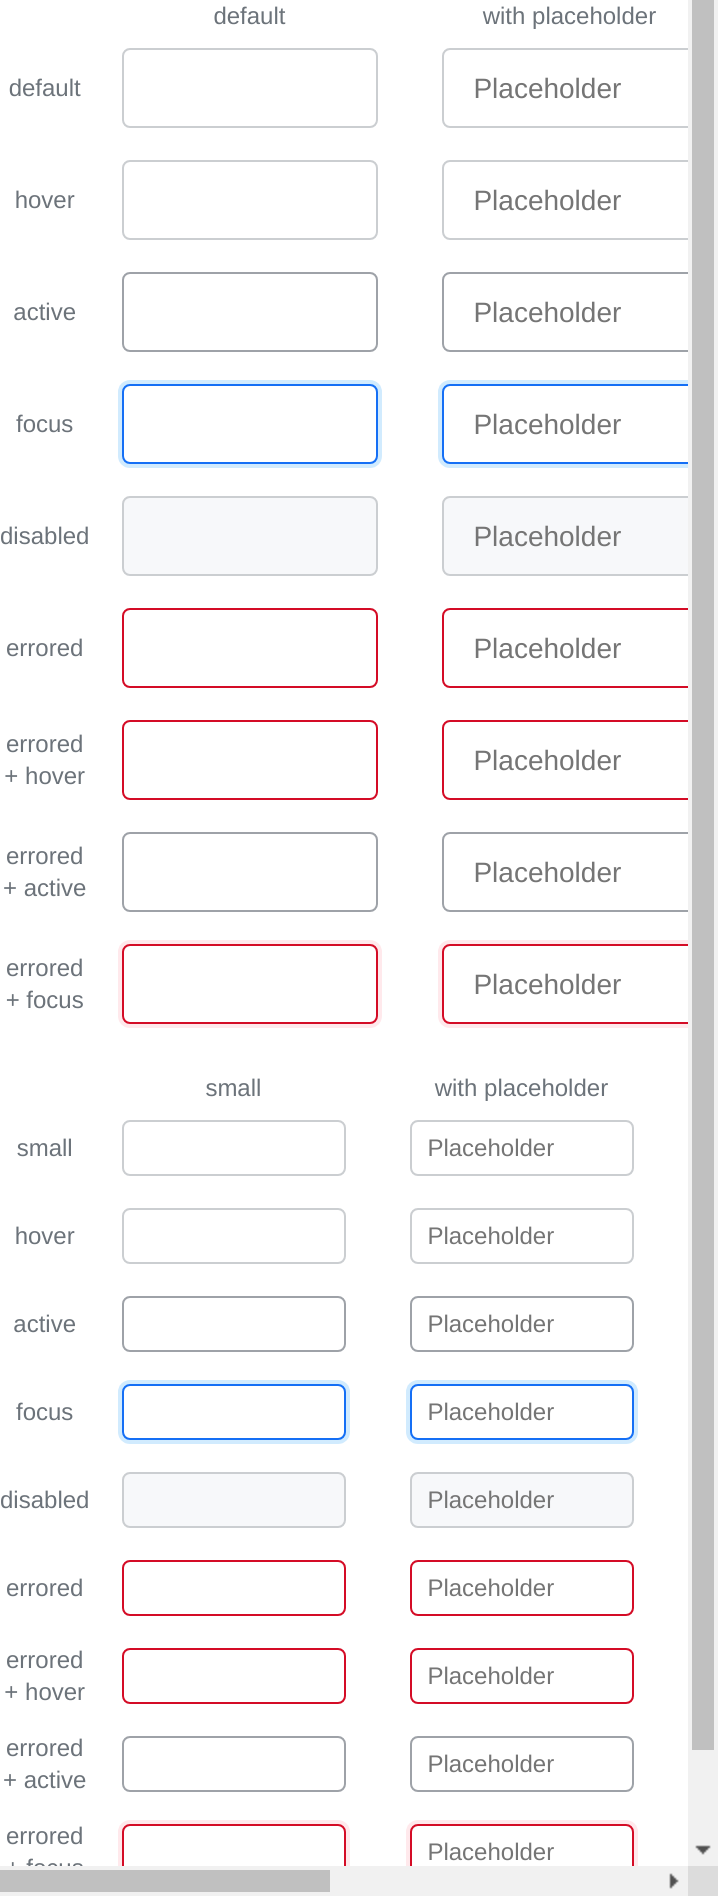 default with placeholder
default Placeholder
hover Placeholder
active Placeholder
focus Placeholder
disabled Placeholder
errored Placeholder
errored
+ hover Placeholder
errored
+ active Placeholder
errored
+ focus Placeholder
small with placeholder
small Placeholder
hover Placeholder
active Placeholder
focus Placeholder
disabled Placeholder
errored Placeholder
errored
+ hover Placeholder
errored
+ active Placeholder
errored Placeholder
+ focus